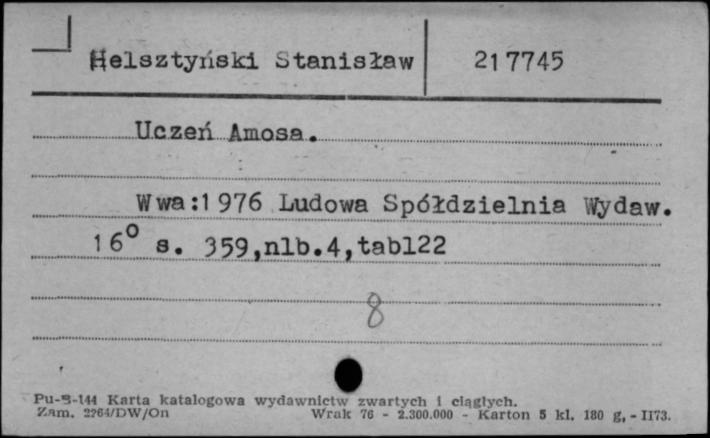 Helsztyński Stanisław 217745
Uczeń Amosa.
Wwa:1976 Ludowa Spółdzielnia Wydaw.
16° s. 359,nlb.4,tabl22
8
Pu-B-144 Karta katalogowa wydawnictw zwartych i ciągłych.
Zam. 2264/DW/On Wrak 76 - 2.300.000 - Karton 5 kl. 180 g, - II73.